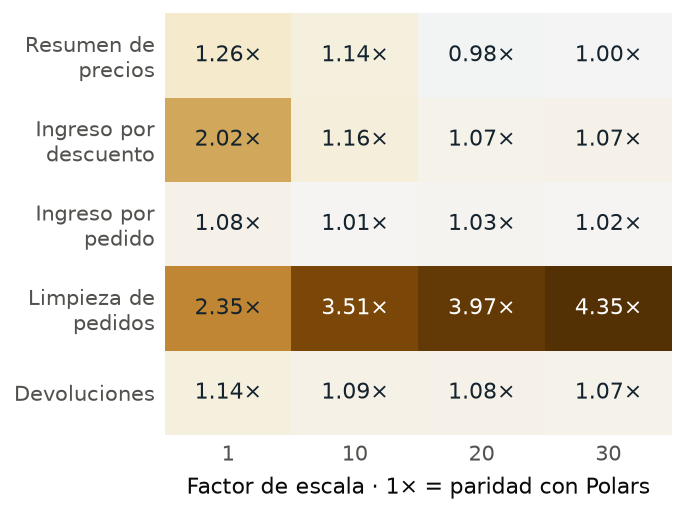 Resumen de
precios
1.26× 1.14× 0.98× 1.00×
Ingreso por
descuento
2.02× 1.16× 1.07× 1.07×
Ingreso por
pedido
1.08× 1.01× 1.03× 1.02×
Limpieza de
pedidos
2.35× 3.51× 3.97× 4.35×
Devoluciones
1.14× 1.09× 1.08× 1.07×
1 10 20 30
Factor de escala · 1× = paridad con Polars